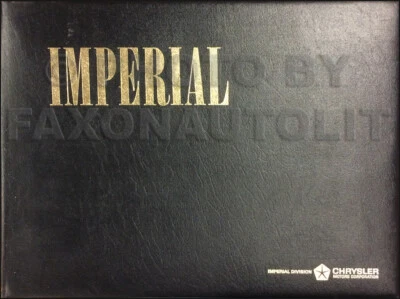 IMPERIAL
PHOTO BY
FAXONAUTOLIT
IMPERIAL DIVISION CHRYSLER
MOTORS CORPORATION